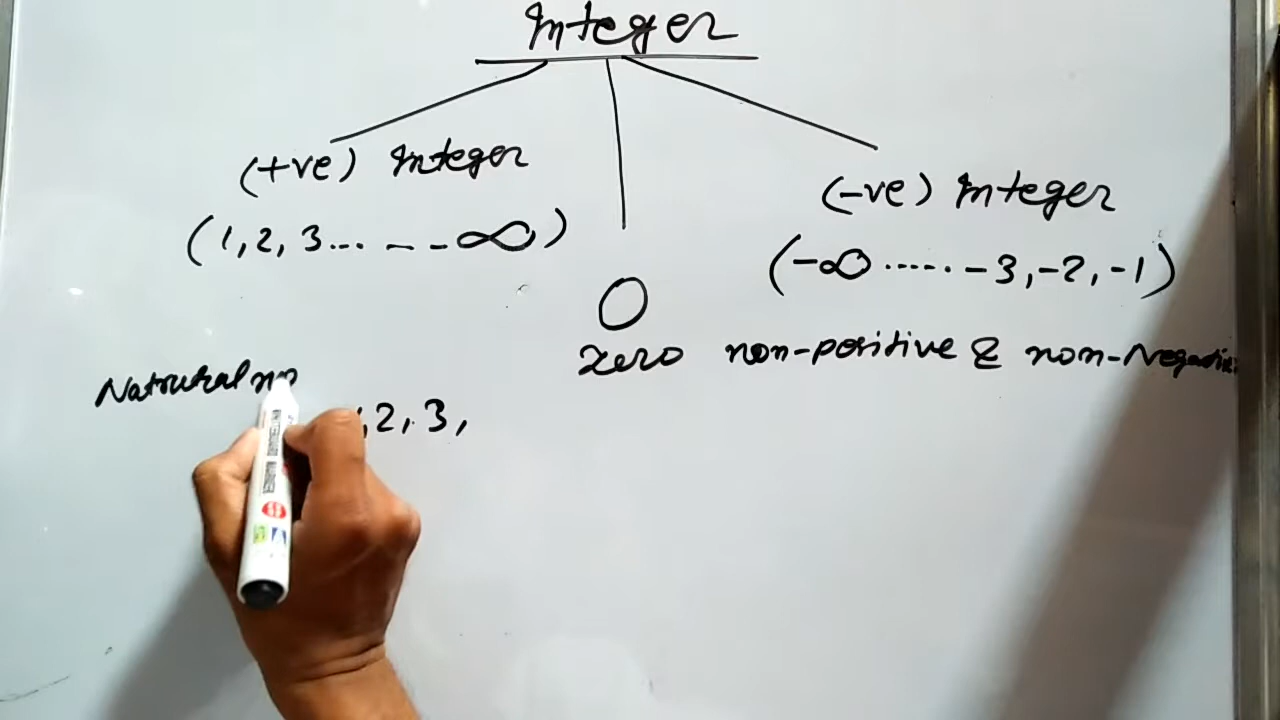 Integer
(+ve) Integer
(-ve) Integer
(1, 2, 3... _ _ _ ∞)
(-∞ ...... -3, -2, -1)
0
zero non-positive & non-Negative
Natural no
, 2, 3,